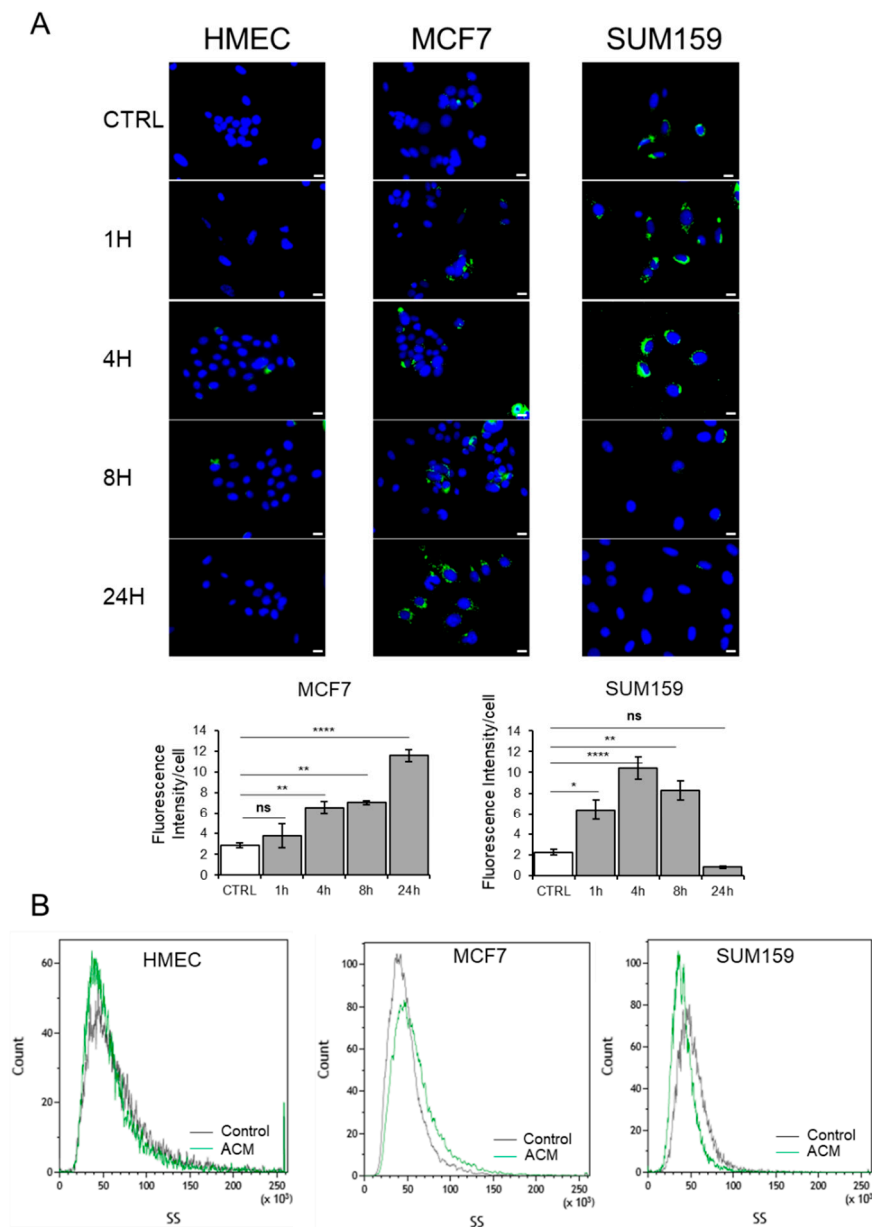 A
HMEC MCF7 SUM159
CTRL
1H
4H
8H
24H
MCF7
Fluorescence
Intensity/cell
14
12
10
8
6
4
2
0
****
**
**
ns
CTRL 1h 4h 8h 24h
SUM159
Fluorescence Intensity/cell
14
12
10
8
6
4
2
0
ns
**
****
*
CTRL 1h 4h 8h 24h
B
HMEC
Count
60
40
20
0
Control
ACM
0 50 100 150 200 250
(x 10³)
SS
MCF7
Count
100
80
60
40
20
0
Control
ACM
0 50 100 150 200 250
(x 10³)
SS
SUM159
Count
100
80
60
40
20
0
Control
ACM
0 50 100 150 200 250
(x 10³)
SS